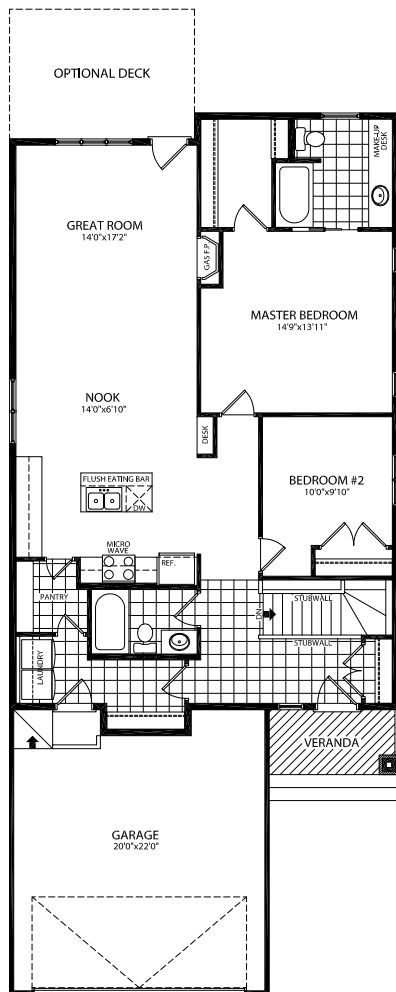 OPTIONAL DECK
MAKE-UP
DESK
GREAT ROOM
14'0"x17'2"
GAS F.P.
MASTER BEDROOM
14'9"x13'11"
NOOK
14'0"x6'10"
DESK
FLUSH EATING BAR
DW
BEDROOM #2
10'0"x9'10"
MICRO
WAVE
REF.
PANTRY
STUBWALL
DN
STUBWALL
LAUNDRY
VERANDA
GARAGE
20'0"x22'0"